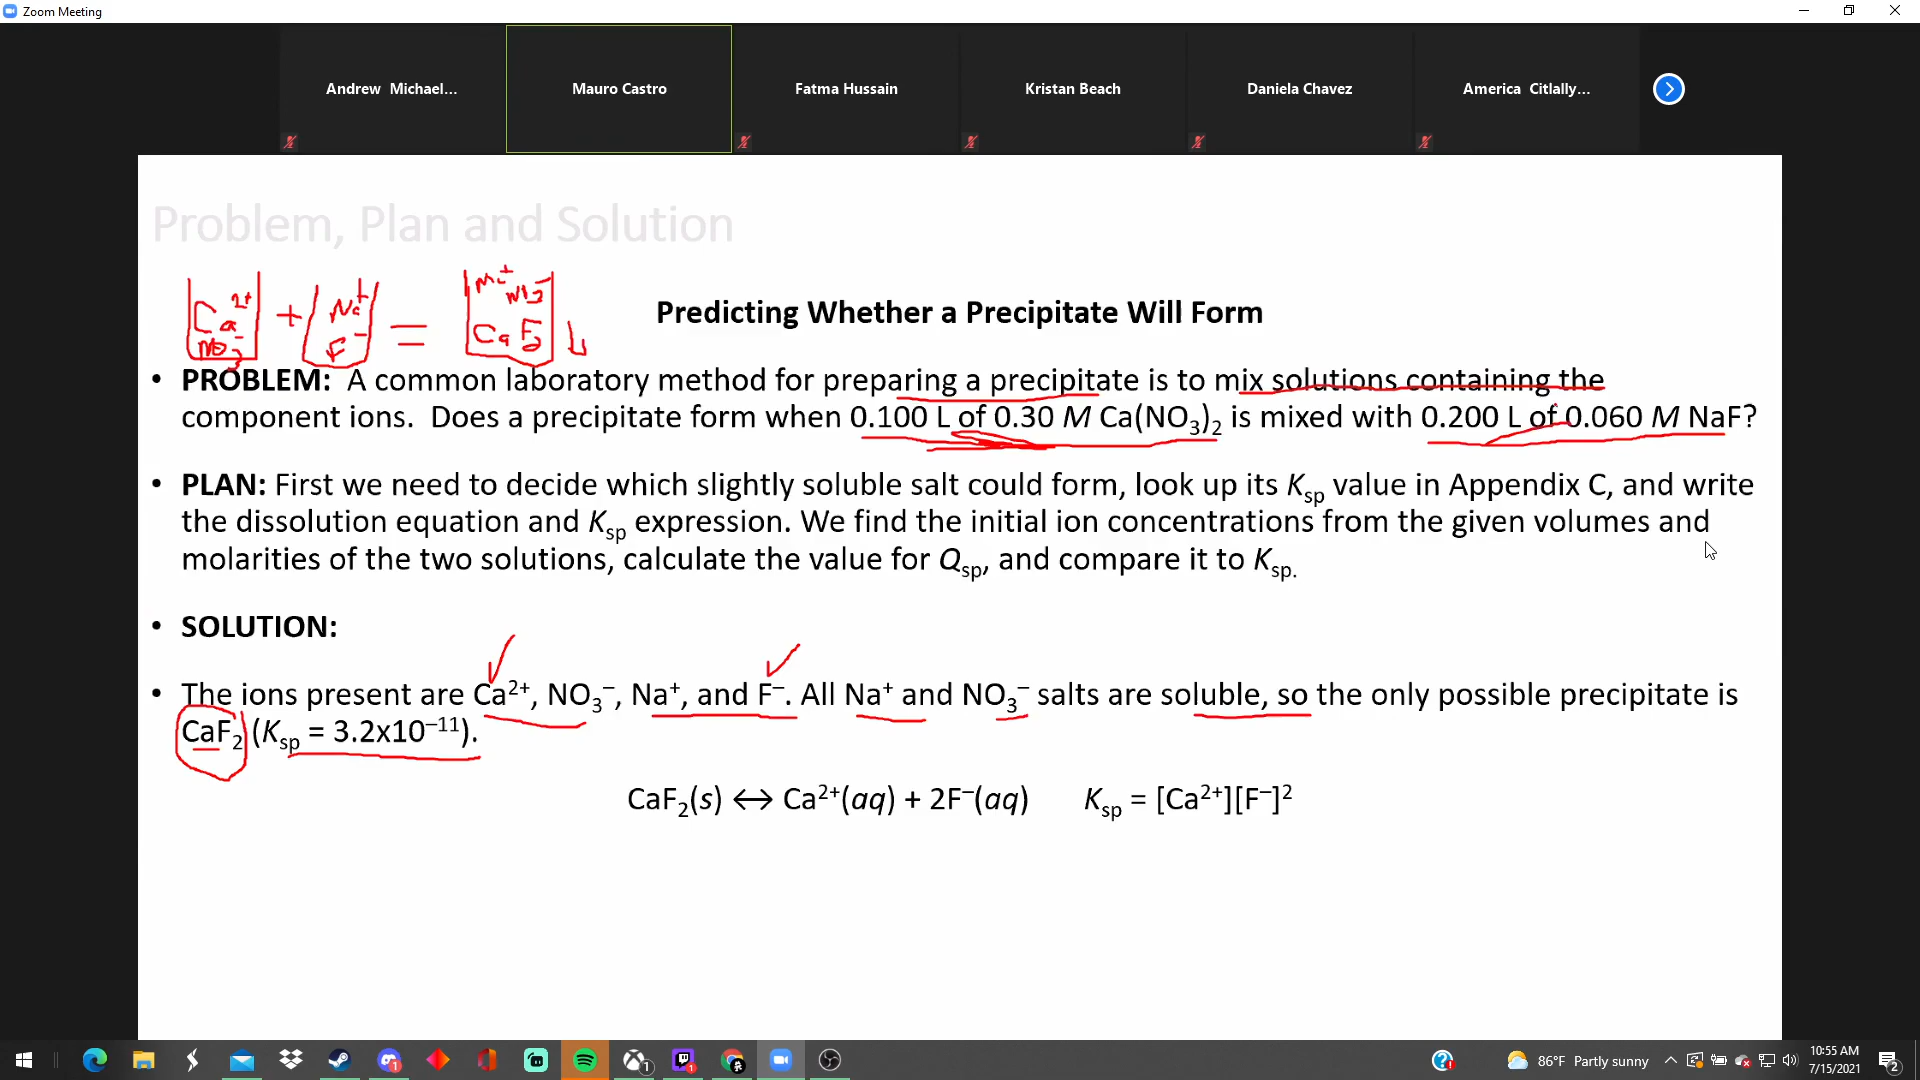 Zoom Meeting
Andrew Michael...
Mauro Castro
Fatma Hussain
Kristan Beach
Daniela Chavez
America Citlally...
Problem, Plan and Solution
Ca²⁺ NO₃⁻ + Na⁺ F⁻ = NO₃⁻ CaF₂ ↓
Predicting Whether a Precipitate Will Form
• PROBLEM: A common laboratory method for preparing a precipitate is to mix solutions containing the
component ions. Does a precipitate form when 0.100 L of 0.30 M Ca(NO₃)₂ is mixed with 0.200 L of 0.060 M NaF?
• PLAN: First we need to decide which slightly soluble salt could form, look up its Ksp value in Appendix C, and write
the dissolution equation and Ksp expression. We find the initial ion concentrations from the given volumes and
molarities of the two solutions, calculate the value for Qsp, and compare it to Ksp.
• SOLUTION:
• The ions present are Ca²⁺, NO₃⁻, Na⁺, and F⁻. All Na⁺ and NO₃⁻ salts are soluble, so the only possible precipitate is
CaF₂ (Ksp = 3.2x10⁻¹¹).
CaF₂(s) ↔ Ca²⁺(aq) + 2F⁻(aq) Ksp = [Ca²⁺][F⁻]²
86°F Partly sunny
10:55 AM
7/15/2021